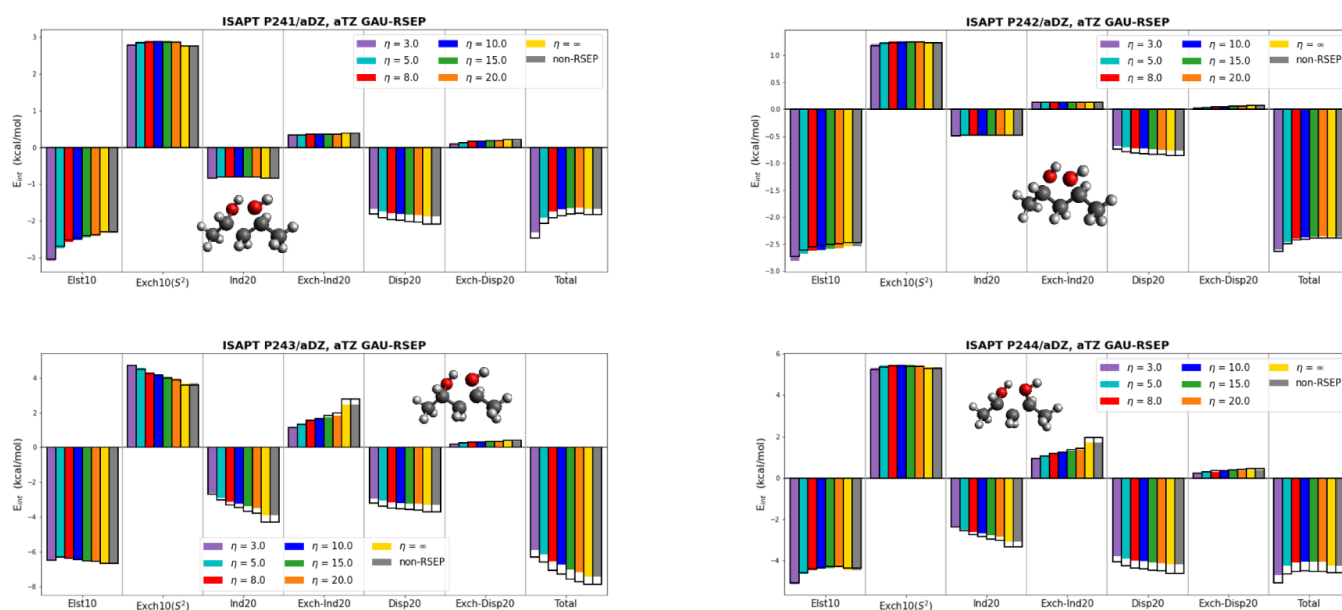 ISAPT P241/aDZ, aTZ GAU-RSEP
E_int (kcal/mol)
3
2
1
0
−1
−2
−3
η = 3.0
η = 5.0
η = 8.0
η = 10.0
η = 15.0
η = 20.0
η = ∞
non-RSEP
Elst10
Exch10(S²)
Ind20
Exch-Ind20
Disp20
Exch-Disp20
Total
ISAPT P242/aDZ, aTZ GAU-RSEP
E_int (kcal/mol)
1.0
0.5
0.0
−0.5
−1.0
−1.5
−2.0
−2.5
−3.0
η = 3.0
η = 5.0
η = 8.0
η = 10.0
η = 15.0
η = 20.0
η = ∞
non-RSEP
Elst10
Exch10(S²)
Ind20
Exch-Ind20
Disp20
Exch-Disp20
Total
ISAPT P243/aDZ, aTZ GAU-RSEP
E_int (kcal/mol)
4
2
0
−2
−4
−6
−8
η = 3.0
η = 5.0
η = 8.0
η = 10.0
η = 15.0
η = 20.0
η = ∞
non-RSEP
Elst10
Exch10(S²)
Ind20
Exch-Ind20
Disp20
Exch-Disp20
Total
ISAPT P244/aDZ, aTZ GAU-RSEP
E_int (kcal/mol)
6
4
2
0
−2
−4
η = 3.0
η = 5.0
η = 8.0
η = 10.0
η = 15.0
η = 20.0
η = ∞
non-RSEP
Elst10
Exch10(S²)
Ind20
Exch-Ind20
Disp20
Exch-Disp20
Total